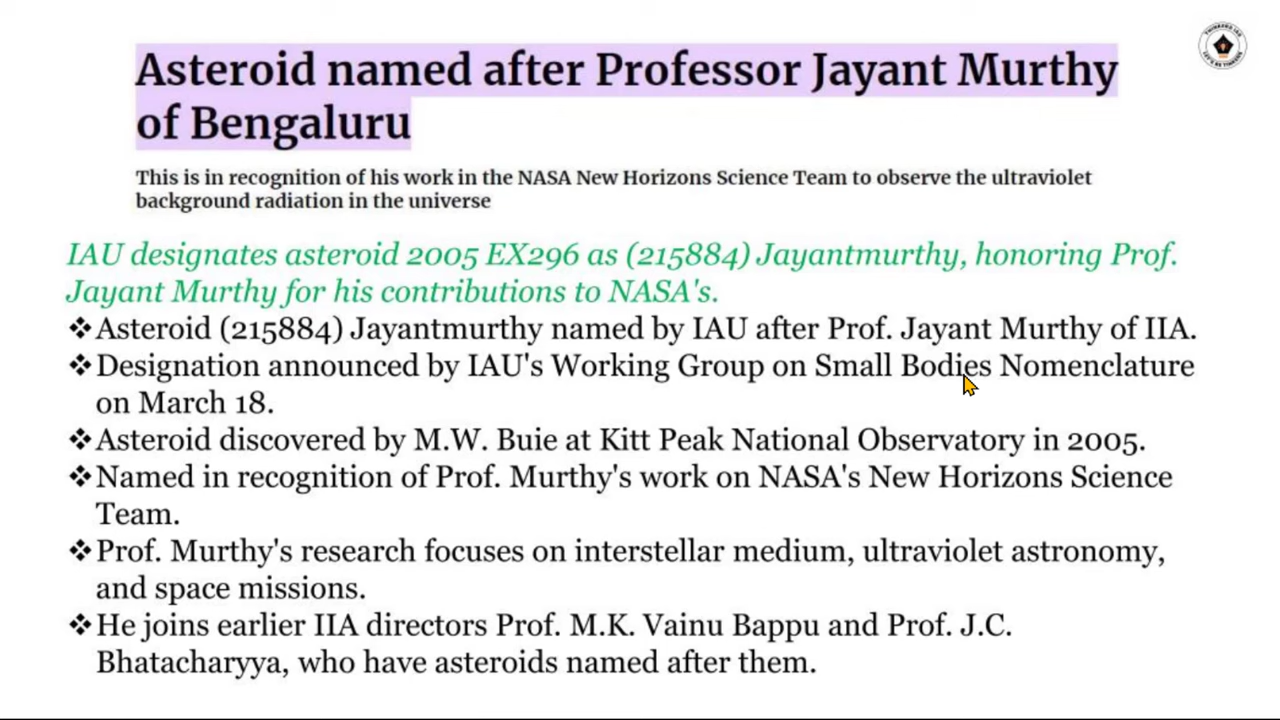 Asteroid named after Professor Jayant Murthy
of Bengaluru
This is in recognition of his work in the NASA New Horizons Science Team to observe the ultraviolet
background radiation in the universe
IAU designates asteroid 2005 EX296 as (215884) Jayantmurthy, honoring Prof.
Jayant Murthy for his contributions to NASA's.
❖Asteroid (215884) Jayantmurthy named by IAU after Prof. Jayant Murthy of IIA.
❖Designation announced by IAU's Working Group on Small Bodies Nomenclature
on March 18.
❖Asteroid discovered by M.W. Buie at Kitt Peak National Observatory in 2005.
❖Named in recognition of Prof. Murthy's work on NASA's New Horizons Science
Team.
❖Prof. Murthy's research focuses on interstellar medium, ultraviolet astronomy,
and space missions.
❖He joins earlier IIA directors Prof. M.K. Vainu Bappu and Prof. J.C.
Bhatacharyya, who have asteroids named after them.